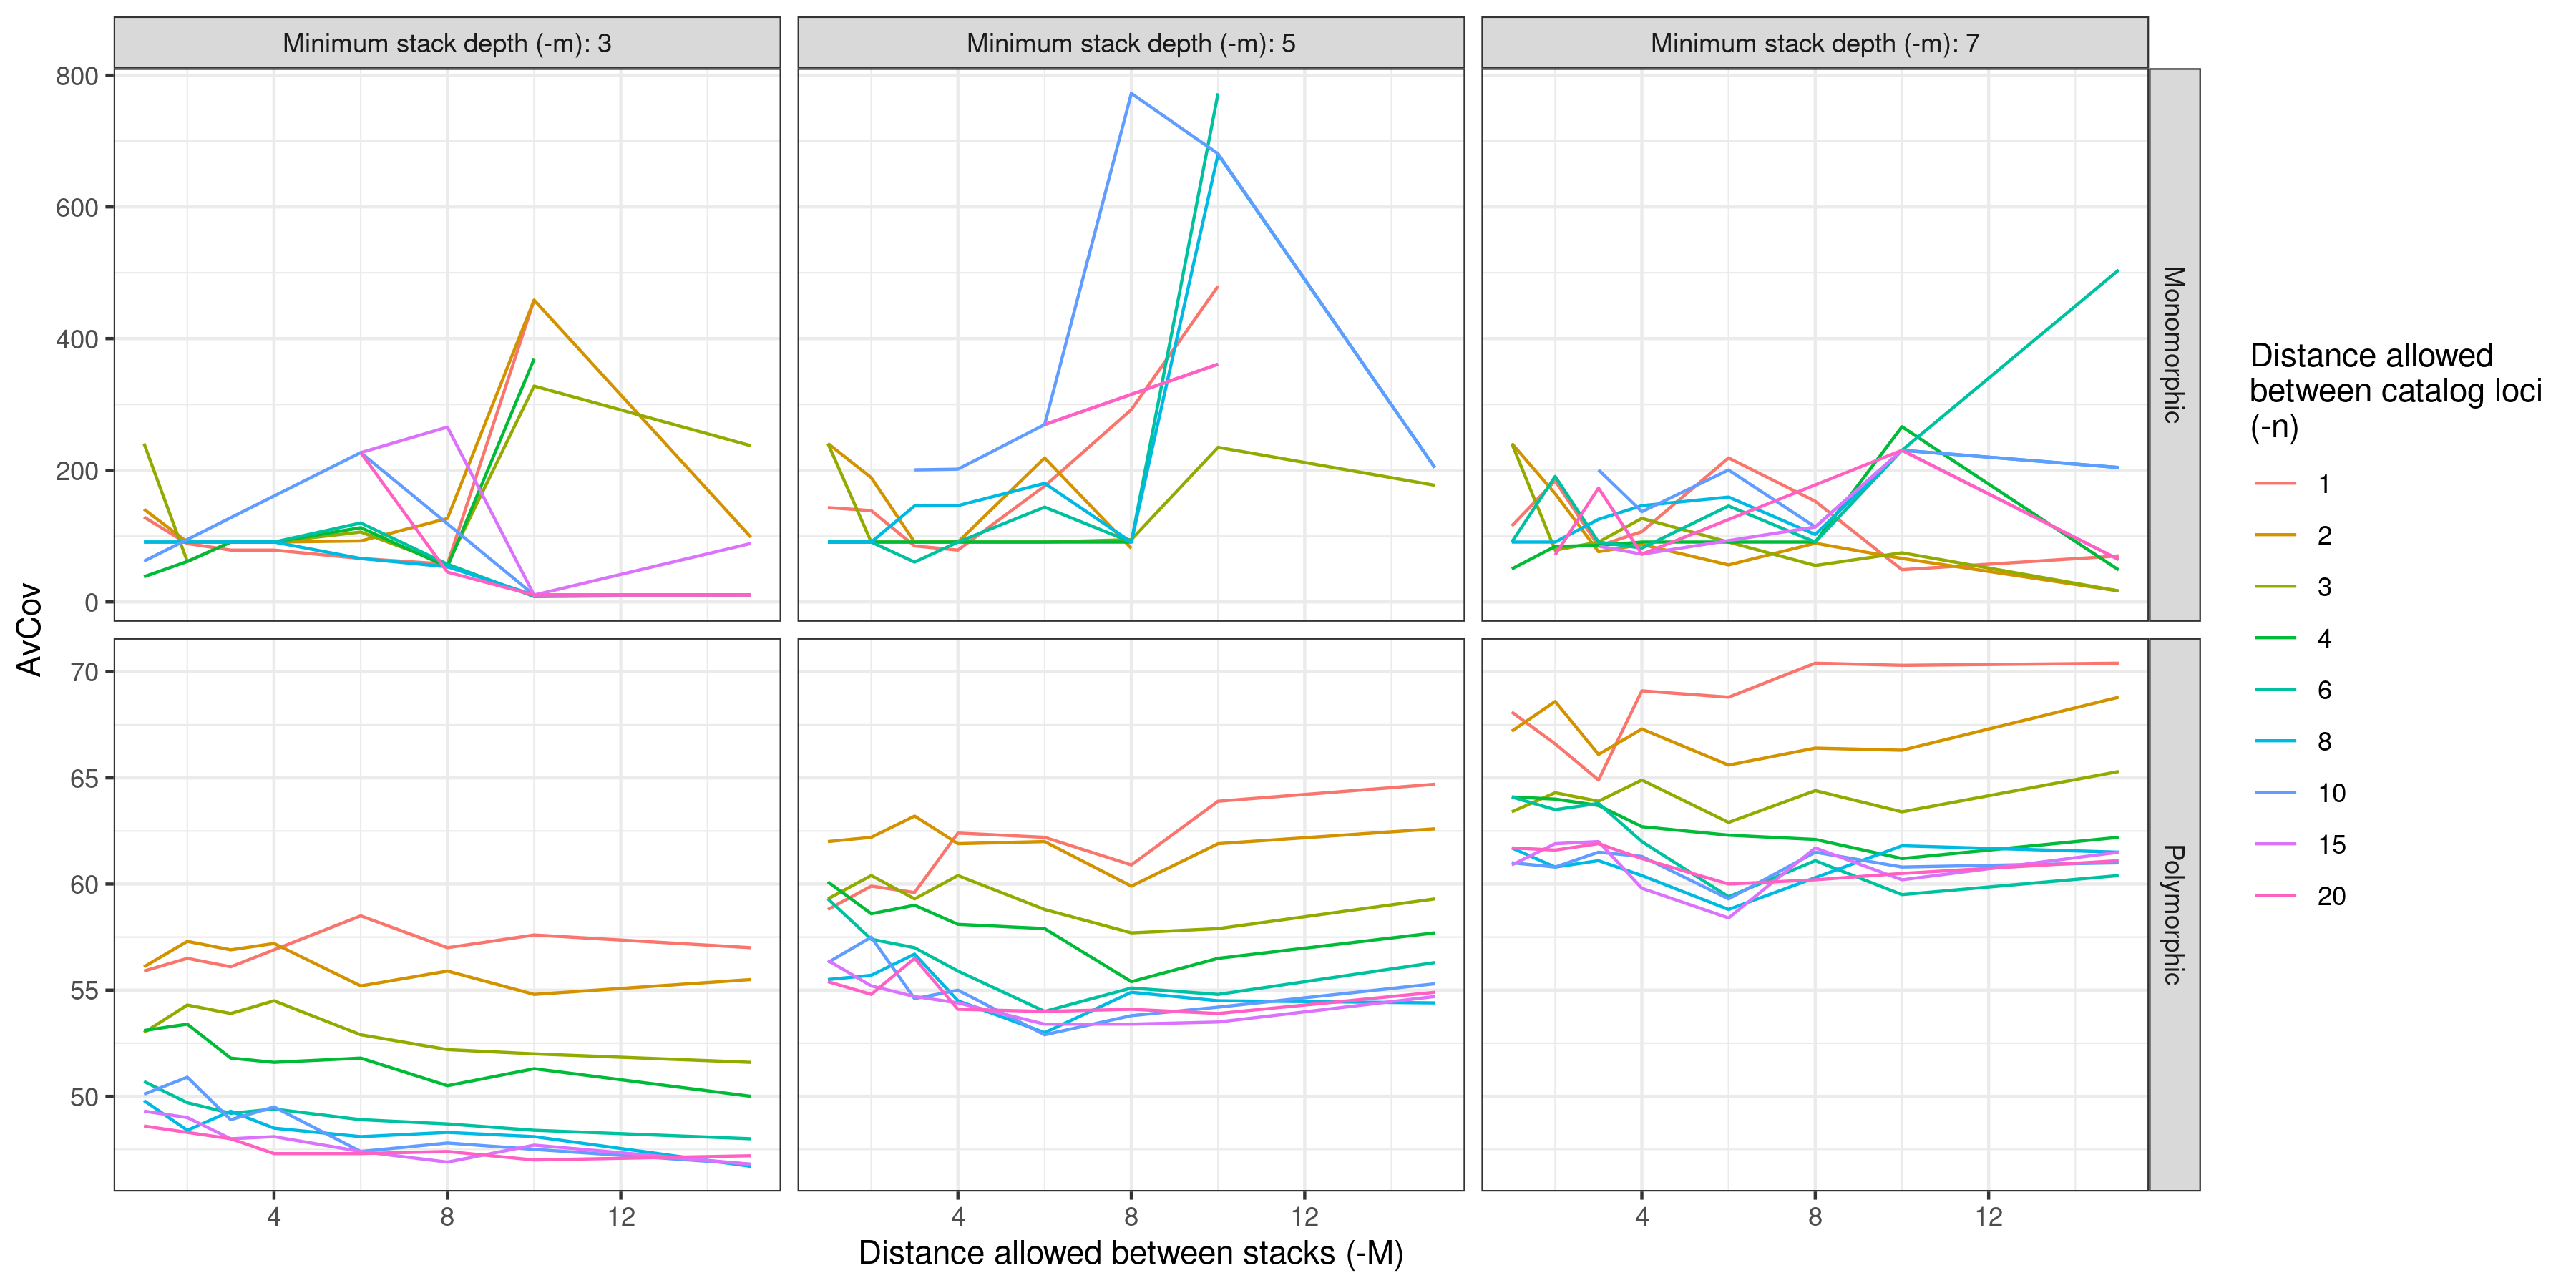 Minimum stack depth (-m): 3
Minimum stack depth (-m): 5
Minimum stack depth (-m): 7
800
600
400
200
0
Monomorphic
70
65
60
55
50
Polymorphic
AvCov
4
8
12
4
8
12
4
8
12
Distance allowed between stacks (-M)
Distance allowed
between catalog loci
(-n)
1
2
3
4
6
8
10
15
20